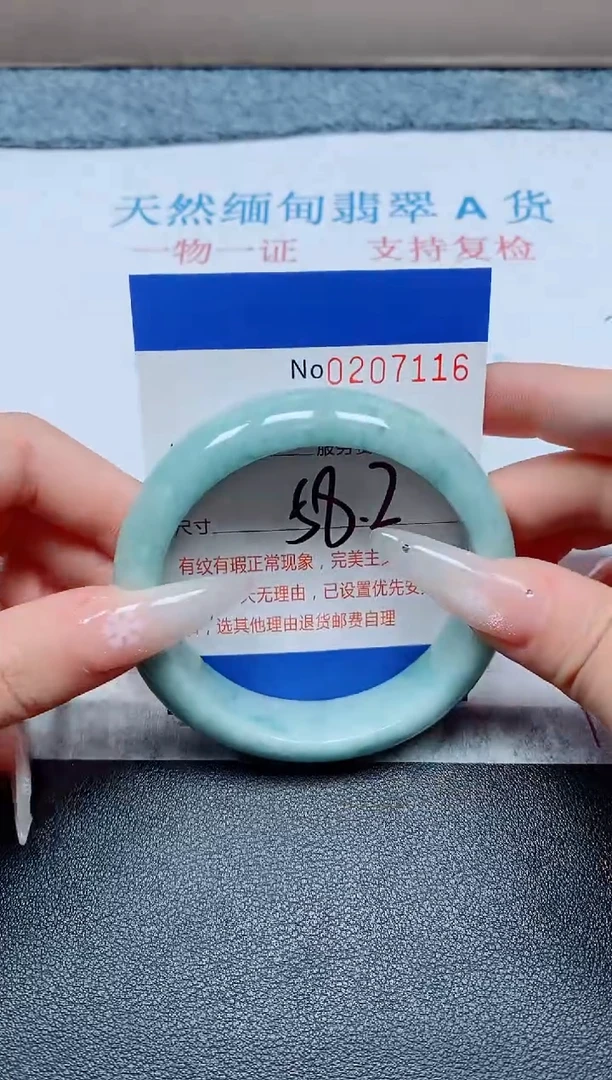 天然缅甸翡翠 A 货
一物一证 支持复检
No0207116
尺寸 58.2
有纹有瑕正常现象，完美主
天无理由，已设置优先
，选其他理由退货邮费自理